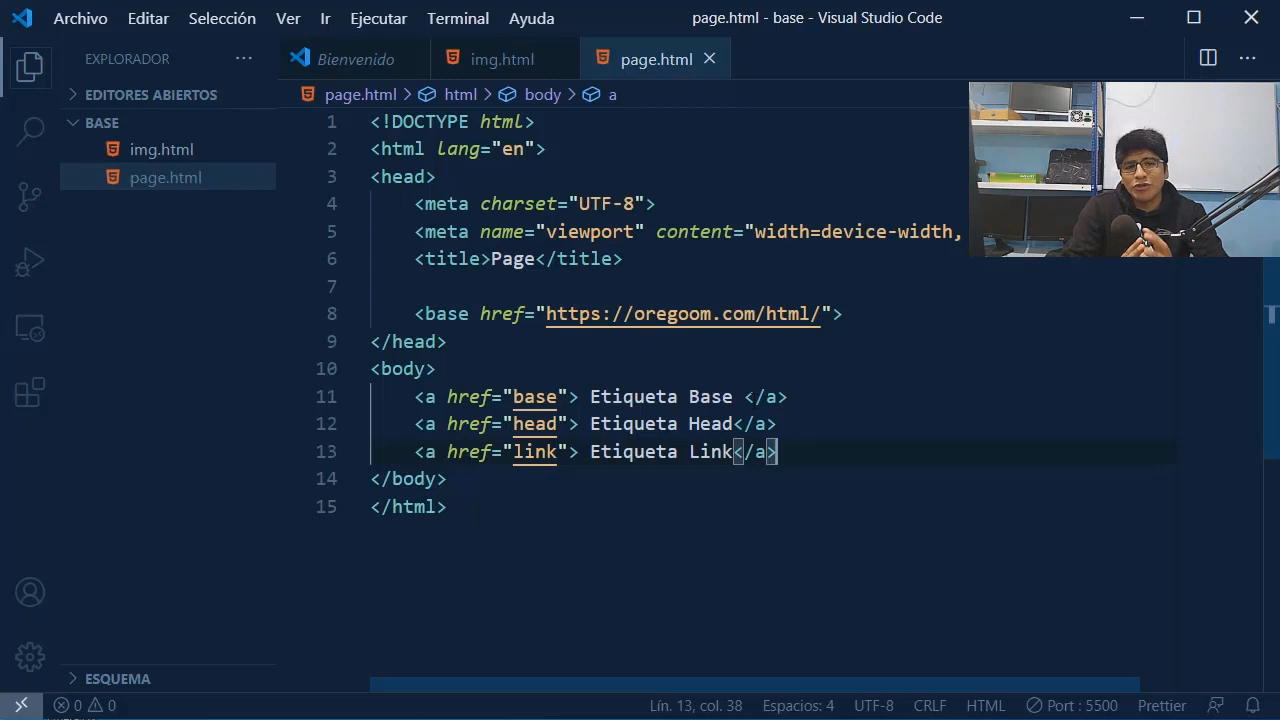 Archivo Editar Selección Ver Ir Ejecutar Terminal Ayuda page.html - base - Visual Studio Code
EXPLORADOR ··· Bienvenido img.html page.html
EDITORES ABIERTOS page.html > html > body > a
BASE
img.html
page.html
1 <!DOCTYPE html>
2 <html lang="en">
3 <head>
4 <meta charset="UTF-8">
5 <meta name="viewport" content="width=device-width,
6 <title>Page</title>
7
8 <base href="https://oregoom.com/html/">
9 </head>
10 <body>
11 <a href="base"> Etiqueta Base </a>
12 <a href="head"> Etiqueta Head</a>
13 <a href="link"> Etiqueta Link</a>
14 </body>
15 </html>
ESQUEMA
0 0 Lín. 13, col. 38 Espacios: 4 UTF-8 CRLF HTML Port : 5500 Prettier